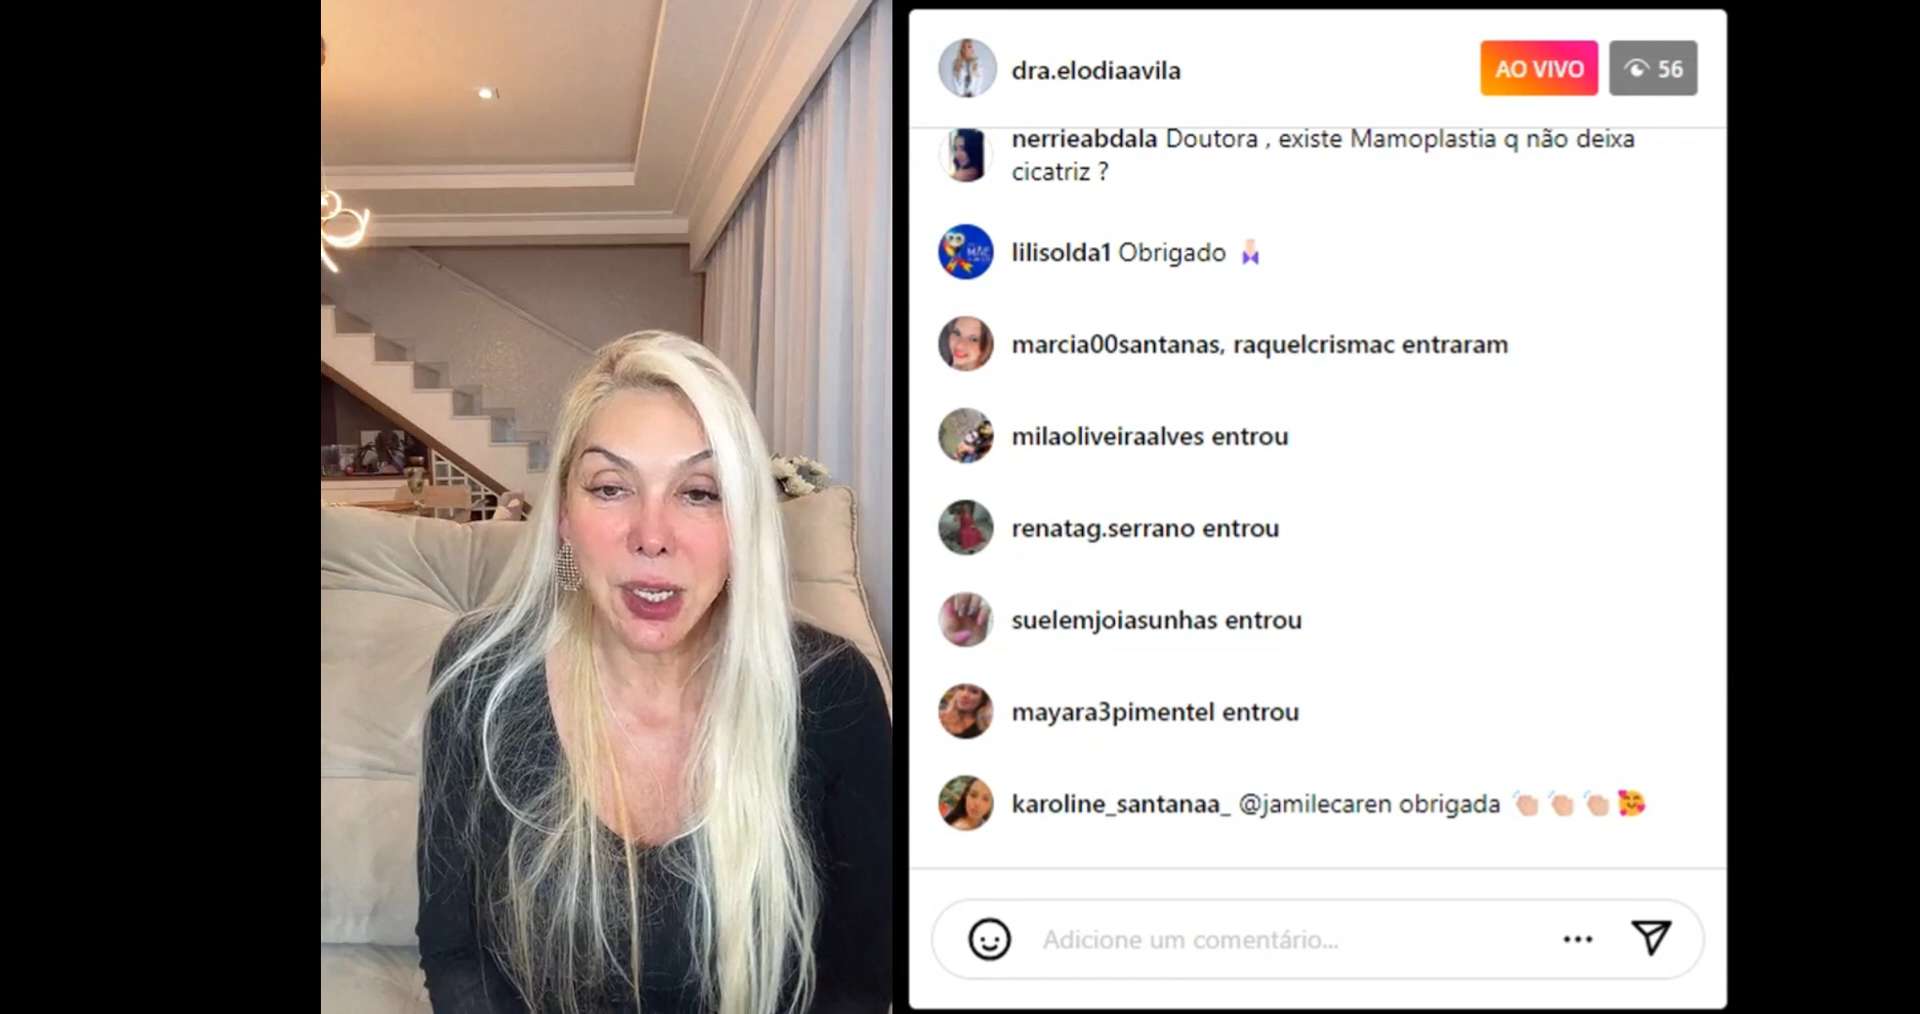 dra.elodiaavila
AO VIVO
56
nerrieabdala Doutora , existe Mamoplastia q não deixa
cicatriz ?
lilisolda1 Obrigado
marcia00santanas, raquelcrismac entraram
milaoliveiraalves entrou
renatag.serrano entrou
suelemjoiasunhas entrou
mayara3pimentel entrou
karoline_santanaa_ @jamilecaren obrigada 👏🏻👏🏻👏🏻🥰
Adicione um comentário...